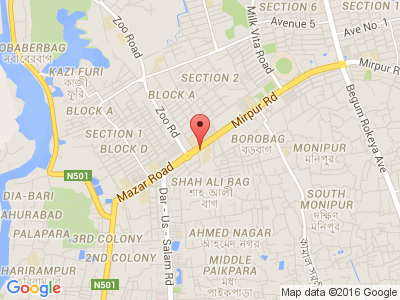 SECTION 6
Avenue 5
Ave No. 1
Mirpur Rd
Zoo Road
Milk Vita Road
OBABERBAG
নবাবেরবাগ
KAZI FURI
কাজী
ফুরি
SECTION 2
BLOCK A
BLOCK A
Mirpur Rd
Begum Rokeya Ave
Zoo Rd
SECTION 1
BLOCK D
BOROBAG
বড়বাগ
MONIPUR
মনিপুর
N501
Mazar Road
SHAH ALI BAG
শাহ্ আলী
বাগ
DIA-BARI
AHURABAD
PALAPARA
SOUTH
MONIPUR
দক্ষিণ
মনিপুর
Dar - Us - Salam Rd
3RD COLONY
AHMED NAGAR
আহমেদ নগর
2ND COLONY
HARIRAMPUR
N501
MIDDLE
PAIKPARA
মধ্য
পাইকপাড়া
Google
Map data ©2016 Google